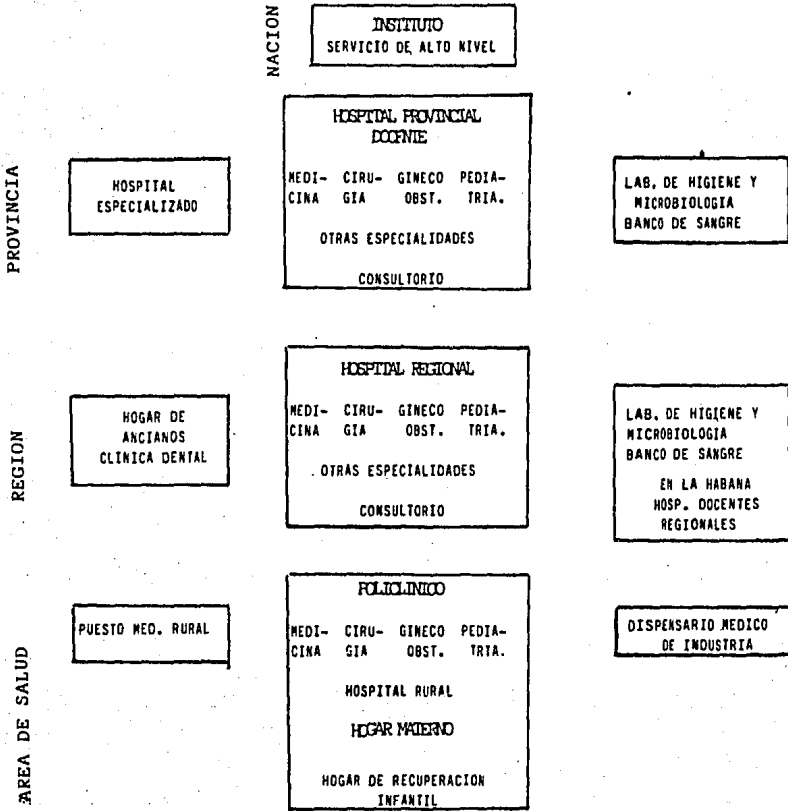 NACION
INSTITUTO
SERVICIO DE ALTO NIVEL
PROVINCIA
HOSPITAL
ESPECIALIZADO
HOSPITAL PROVINCIAL
DOCENTE
MEDI- CIRU- GINECO PEDIA-
CINA GIA OBST. TRIA.
OTRAS ESPECIALIDADES
CONSULTORIO
LAB. DE HIGIENE Y
MICROBIOLOGIA
BANCO DE SANGRE
REGION
HOGAR DE
ANCIANOS
CLINICA DENTAL
HOSPITAL REGIONAL
MEDI- CIRU- GINECO PEDIA-
CINA GIA OBST. TRIA.
OTRAS ESPECIALIDADES
CONSULTORIO
LAB. DE HIGIENE Y
MICROBIOLOGIA
BANCO DE SANGRE
EN LA HABANA
HOSP. DOCENTES
REGIONALES
AREA DE SALUD
PUESTO MED. RURAL
POLICLINICO
MEDI- CIRU- GINECO PEDIA-
CINA GIA OBST. TRIA.
HOSPITAL RURAL
HOGAR MATERNO
HOGAR DE RECUPERACION
INFANTIL
DISPENSARIO MEDICO
DE INDUSTRIA